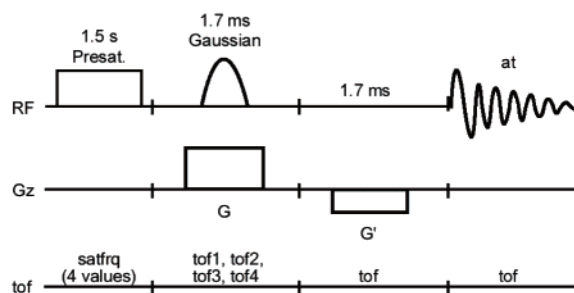 1.5 s
Presat.
1.7 ms
Gaussian
1.7 ms
at
RF
Gz
G
G'
tof
satfrq
(4 values)
tof1, tof2,
tof3, tof4
tof
tof